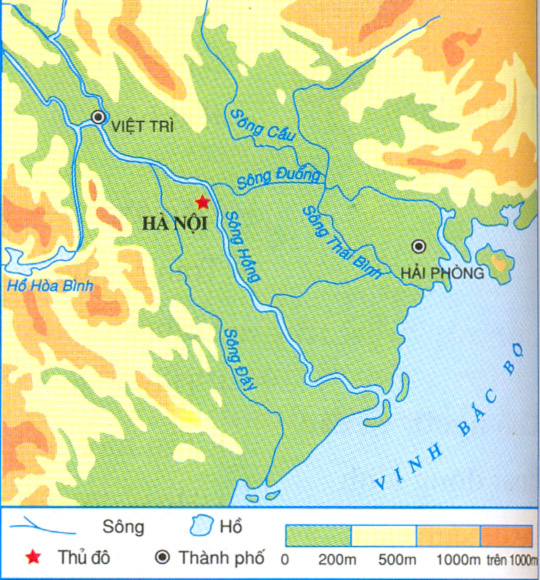 Sông Cầu
VIỆT TRÌ
Sông Đuống
HÀ NỘI
Sông Hồng
Sông Thái Bình
HẢI PHÒNG
Hồ Hòa Bình
Sông Đáy
VỊNH BẮC BỘ
Sông
Hồ
Thủ đô
Thành phố
0 200m 500m 1000m trên 1000m